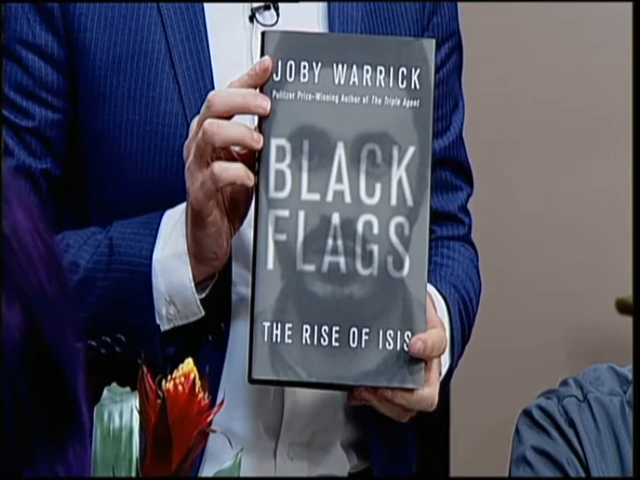 JOBY WARRICK
Pulitzer Prize-Winning Author of The Triple Agent
BLACK
FLAGS
THE RISE OF ISIS